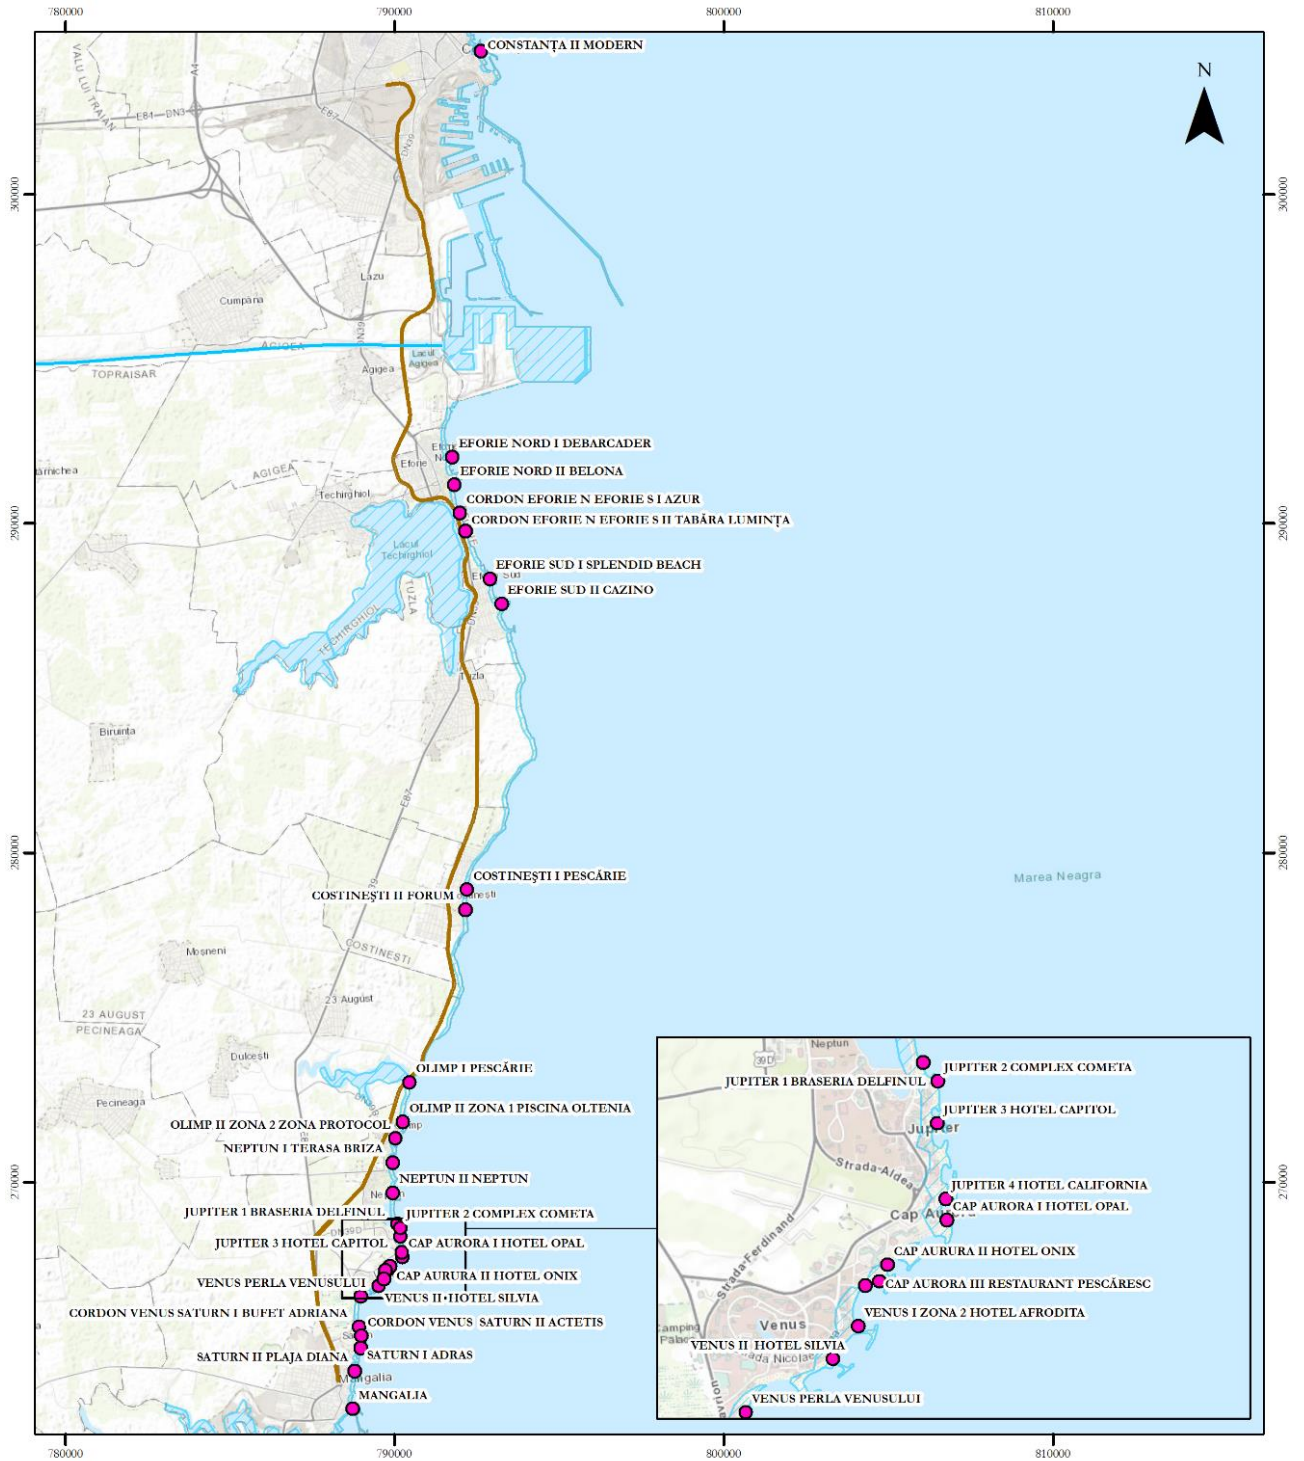 780000
790000
800000
810000
CONSTANȚA II MODERN
N
VALU LUI TRAIAN
A4
E81
DN3
E87
DN39
300000
300000
Lazu
Cumpăna
DN39
AGIGEA
Lacul
Agigea
TOPRAISAR
Agigea
EFORIE NORD I DEBARCADER
Eforie
AGIGEA
EFORIE NORD II BELONA
Techirghiol
CORDON EFORIE N EFORIE S I AZUR
CORDON EFORIE N EFORIE S II TABĂRA LUMINȚA
290000
290000
Lacul
Techirghiol
EFORIE SUD I SPLENDID BEACH
Sud
EFORIE SUD II CAZINO
TUZLA
TECHIRGHIOL
Tuzla
Biruința
E87
280000
280000
COSTINEȘTI I PESCĂRIE
Marea Neagra
COSTINEȘTI II FORUM
Moșneni
COSTINEȘTI
23 August
23 AUGUST
PECINEAGA
Dulcești
OLIMP I PESCĂRIE
Pecineaga
OLIMP II ZONA 1 PISCINA OLTENIA
OLIMP II ZONA 2 ZONA PROTOCOL
NEPTUN I TERASA BRIZA
NEPTUN II NEPTUN
270000
270000
JUPITER 1 BRASERIA DELFINUL
JUPITER 2 COMPLEX COMETA
DN39D
JUPITER 3 HOTEL CAPITOL
CAP AURORA I HOTEL OPAL
CAP AURURA II HOTEL ONIX
VENUS PERLA VENUSULUI
VENUS II HOTEL SILVIA
CORDON VENUS SATURN I BUFET ADRIANA
CORDON VENUS SATURN II ACTETIS
SATURN II PLAJA DIANA
SATURN I ADRAS
Mangalia
MANGALIA
Neptun
39D
JUPITER 2 COMPLEX COMETA
JUPITER 1 BRASERIA DELFINUL
JUPITER 3 HOTEL CAPITOL
Jupiter
Strada-Aldea
JUPITER 4 HOTEL CALIFORNIA
CAP AURORA I HOTEL OPAL
Cap Aurora
Strada-Ferdinand
CAP AURURA II HOTEL ONIX
CAP AURORA III RESTAURANT PESCĂRESC
Venus
VENUS I ZONA 2 HOTEL AFRODITA
Camping
VENUS II HOTEL SILVIA
VENUS PERLA VENUSULUI
780000
790000
800000
810000